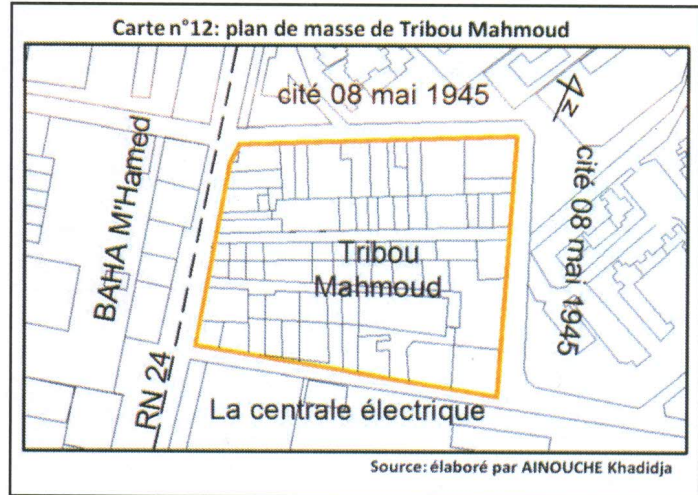 Carte n°12: plan de masse de Tribou Mahmoud
cité 08 mai 1945
N
BAHA M'Hamed
cité 08 mai 1945
Tribou
Mahmoud
RN 24
La centrale électrique
Source: élaboré par AINOUCHE Khadidja